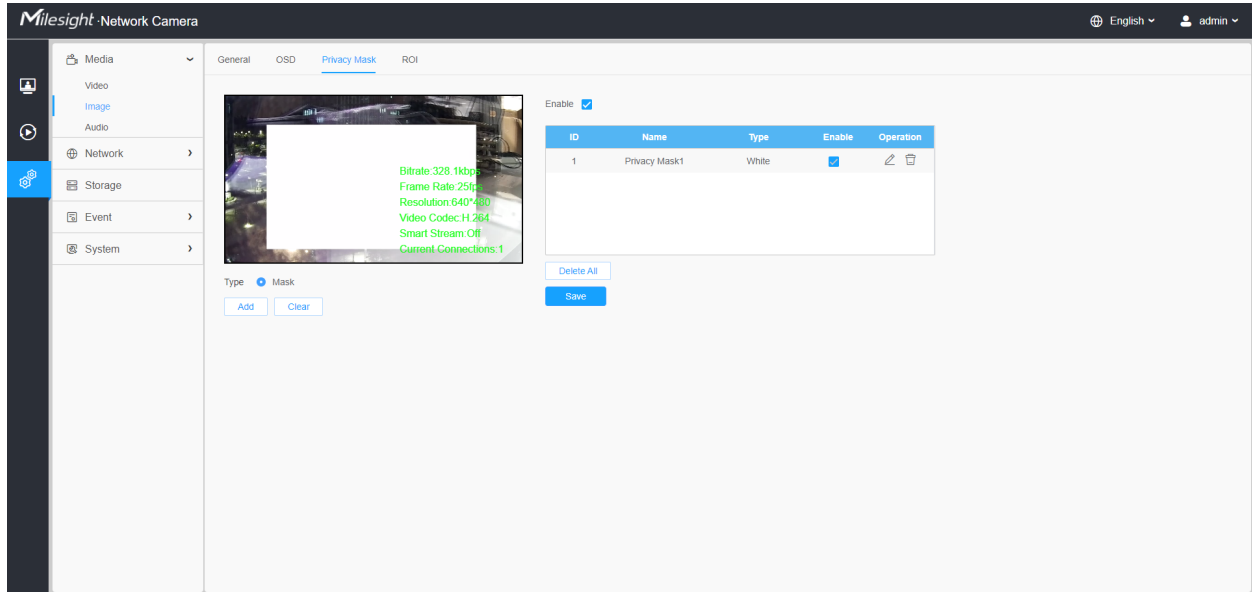 Milesight·Network Camera
English
admin
Media
Video
Image
Audio
Network
Storage
Event
System
General OSD Privacy Mask ROI
Bitrate:328.1kbps
Frame Rate:25fps
Resolution:640*480
Video Codec:H.264
Smart Stream:Off
Current Connections:1
Type Mask
Add Clear
Enable
ID Name Type Enable Operation
1 Privacy Mask1 White
Delete All
Save